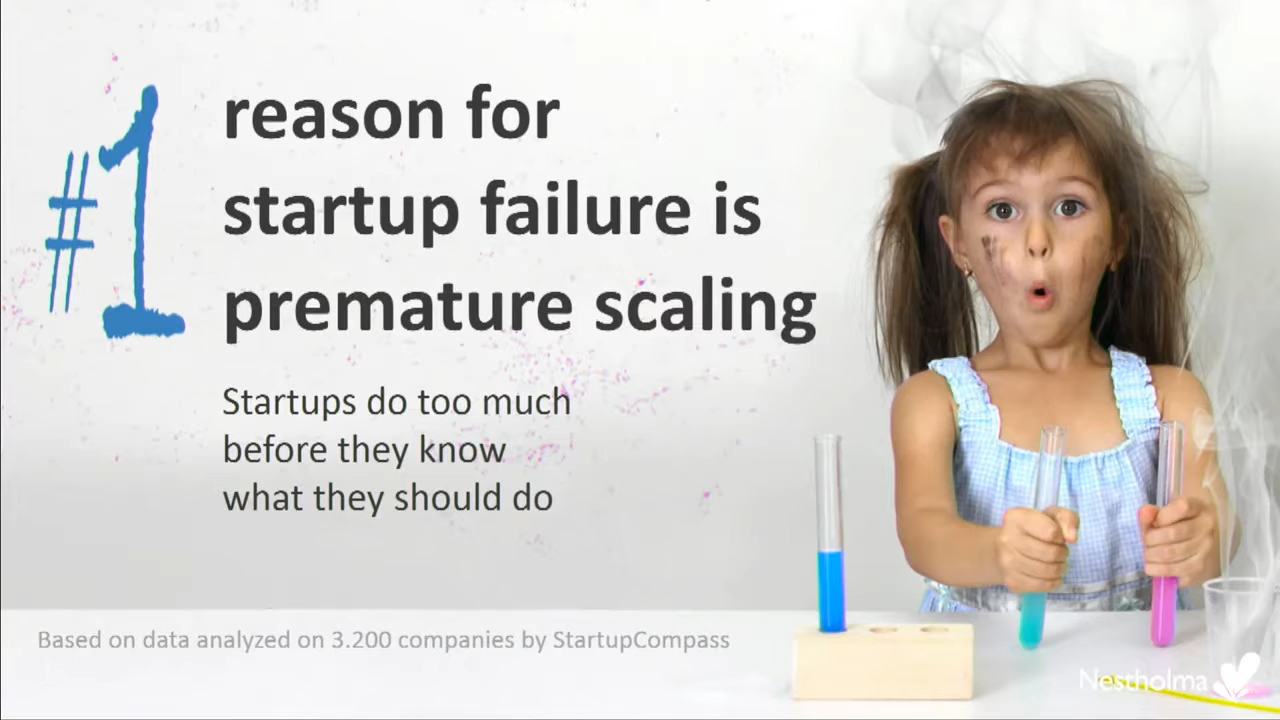 #1
reason for
startup failure is
premature scaling
Startups do too much
before they know
what they should do
Based on data analyzed on 3.200 companies by StartupCompass
Nestholma